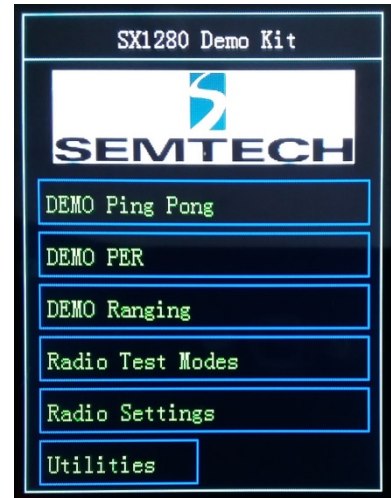 SX1280 Demo Kit
SEMTECH
DEMO Ping Pong
DEMO PER
DEMO Ranging
Radio Test Modes
Radio Settings
Utilities